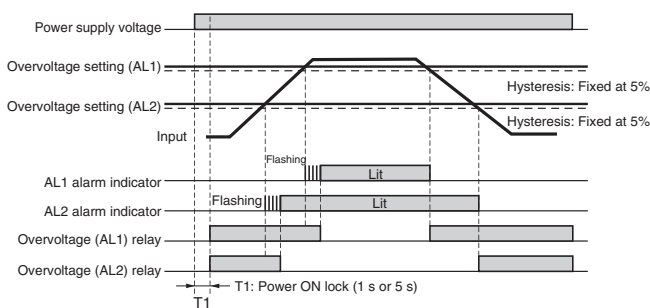 Power supply voltage
Overvoltage setting (AL1)
Hysteresis: Fixed at 5%
Overvoltage setting (AL2)
Hysteresis: Fixed at 5%
Input
Flashing
Lit
AL1 alarm indicator
Flashing
Lit
AL2 alarm indicator
Overvoltage (AL1) relay
Overvoltage (AL2) relay
T1: Power ON lock (1 s or 5 s)
T1